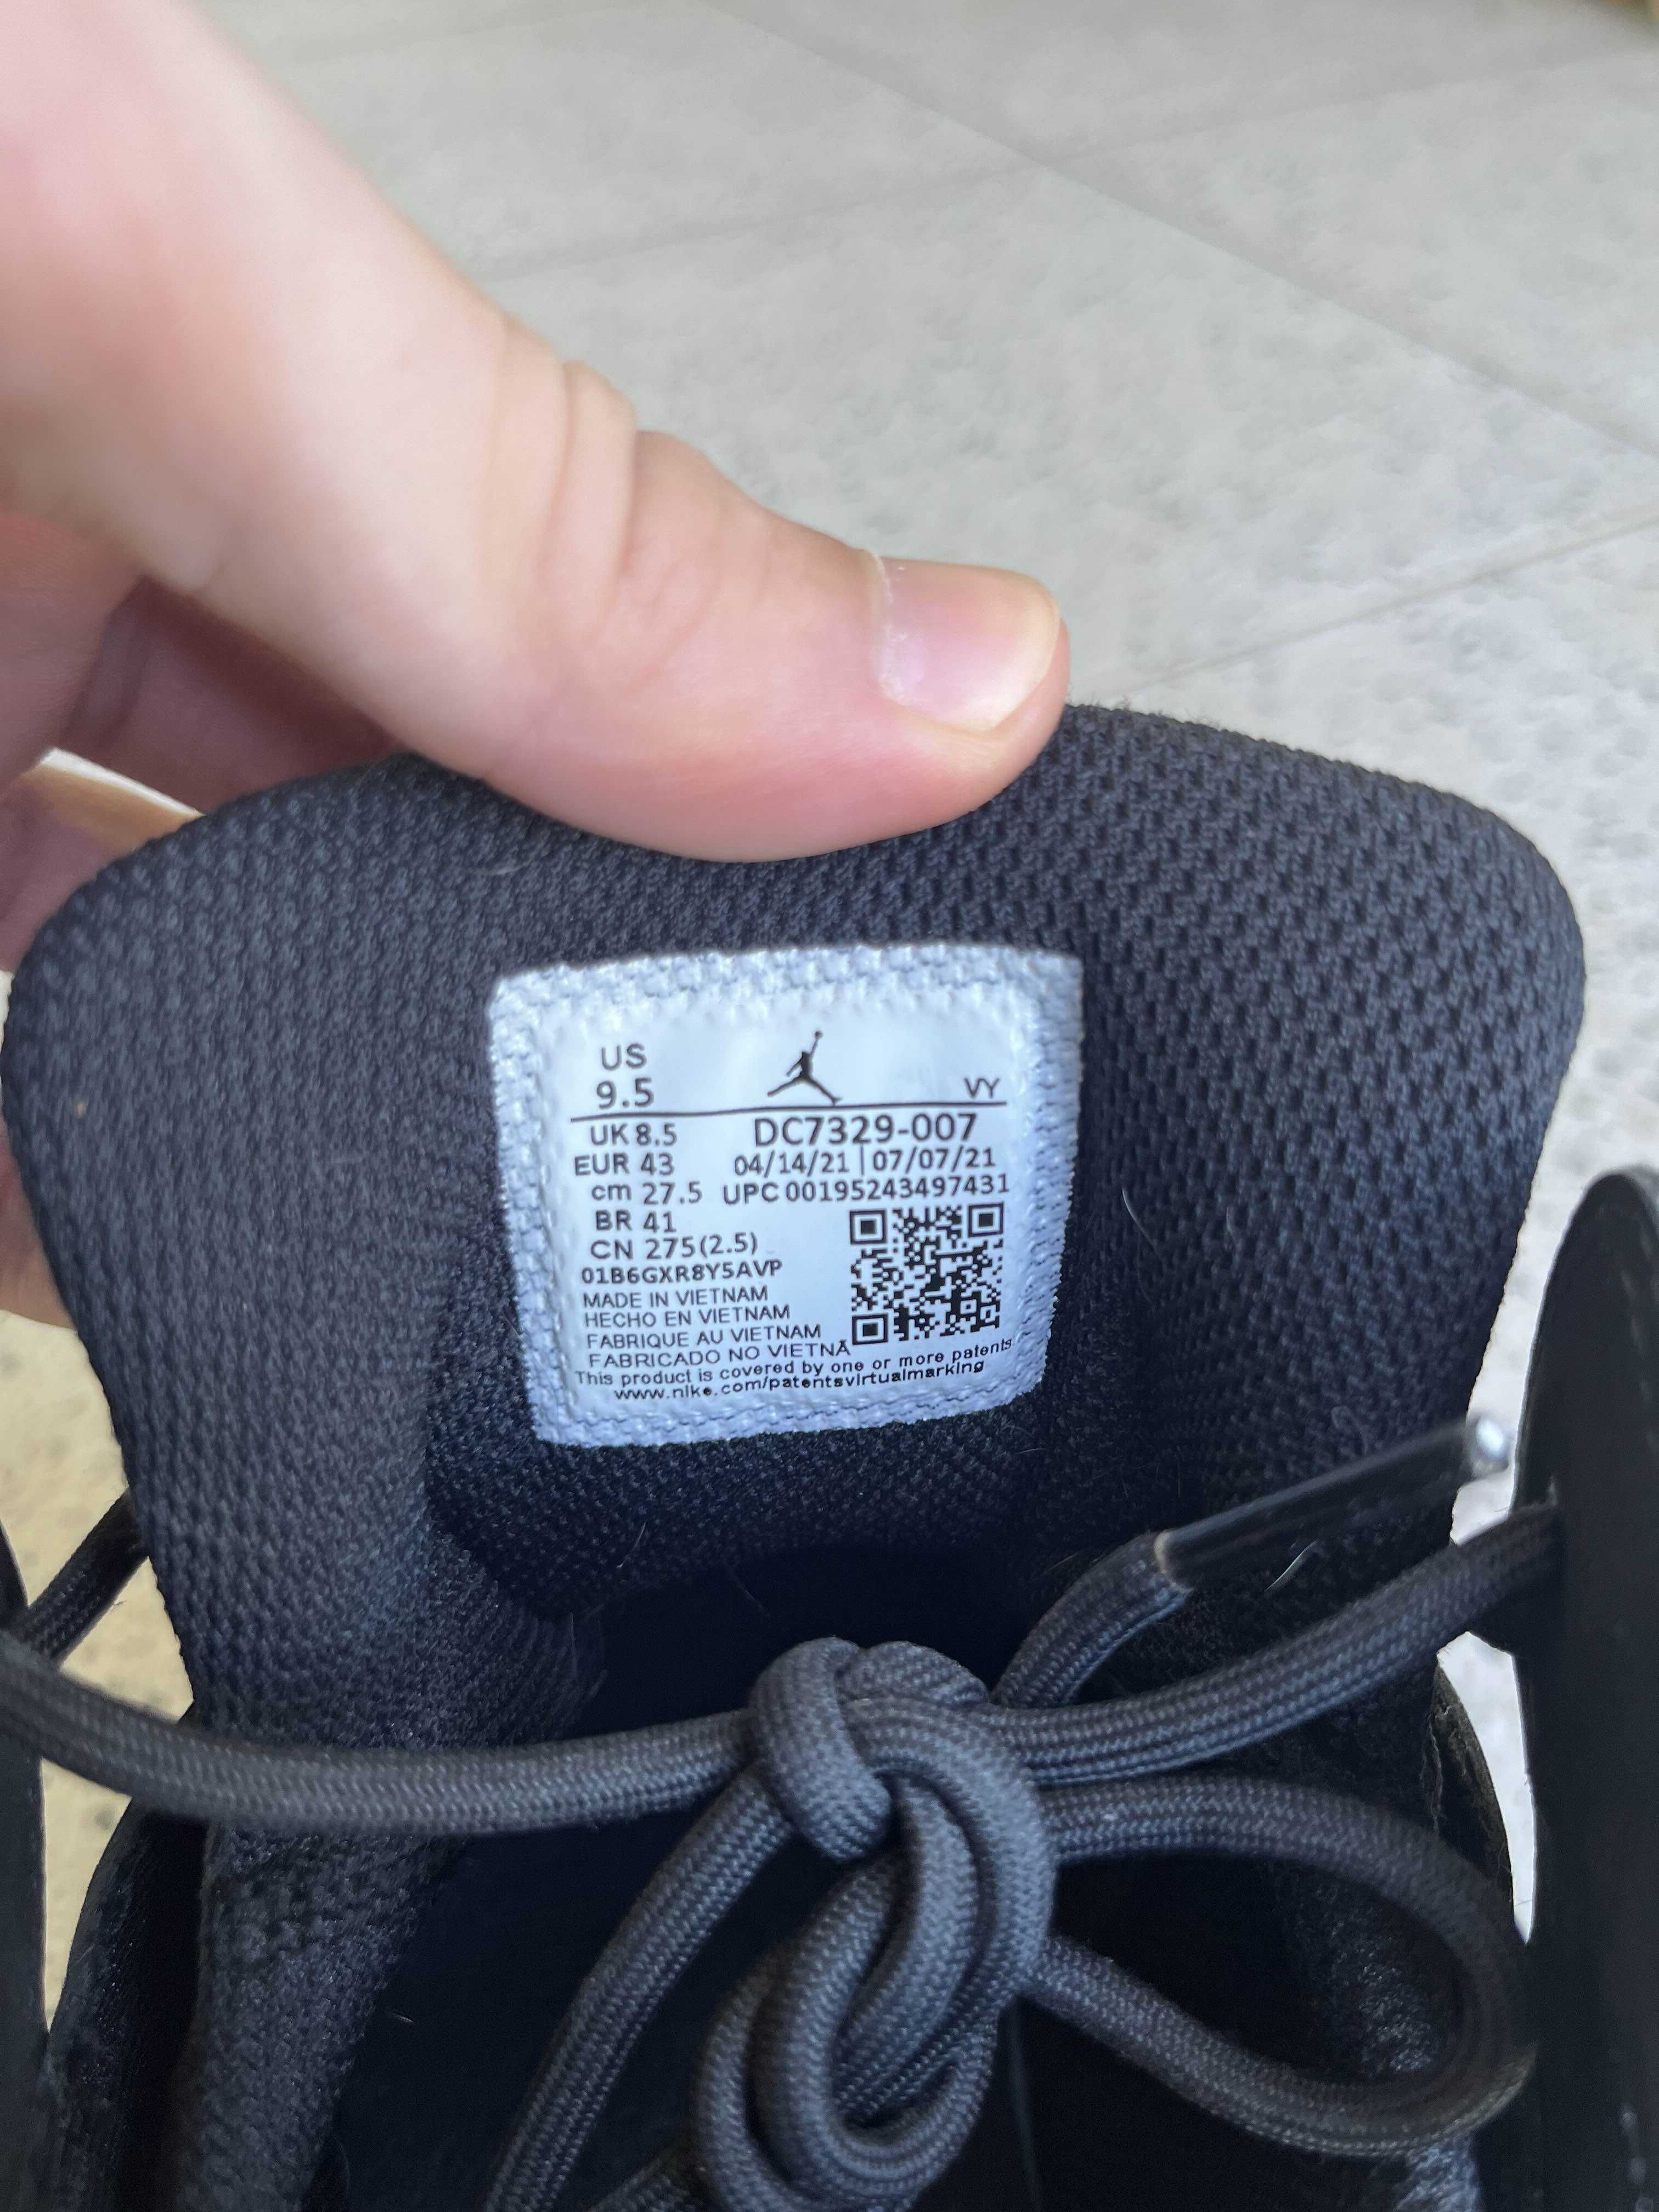 US
9.5 VY
UK 8.5 DC7329-007
EUR 43 04/14/21 | 07/07/21
cm 27.5 UPC 00195243497431
BR 41
CN 275(2.5)
01B6GXR8Y5AVP
MADE IN VIETNAM
HECHO EN VIETNAM
FABRIQUE AU VIETNAM
FABRICADO NO VIETNÃ
This product is covered by one or more patents
www.nike.com/patentsvirtualmarking